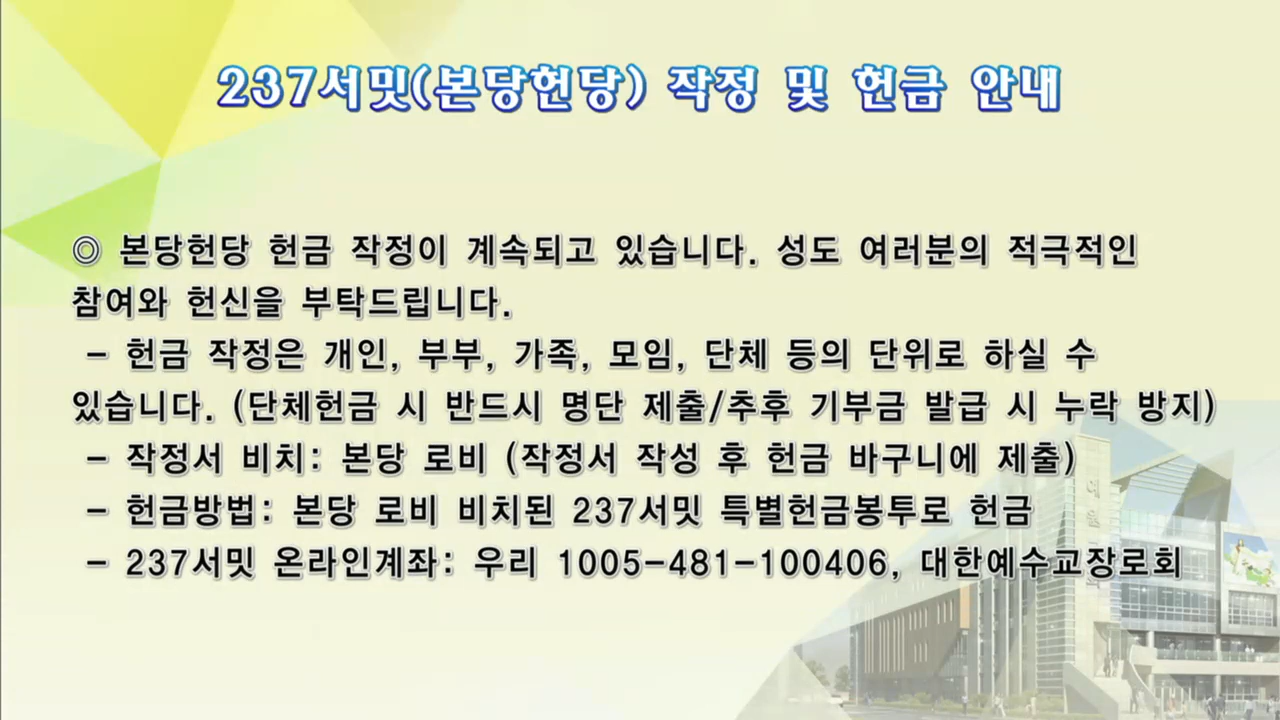 237서밋(본당헌당) 작정 및 헌금 안내
◎ 본당헌당 헌금 작정이 계속되고 있습니다. 성도 여러분의 적극적인
참여와 헌신을 부탁드립니다.
- 헌금 작정은 개인, 부부, 가족, 모임, 단체 등의 단위로 하실 수
있습니다. (단체헌금 시 반드시 명단 제출/추후 기부금 발급 시 누락 방지)
- 작정서 비치: 본당 로비 (작정서 작성 후 헌금 바구니에 제출)
- 헌금방법: 본당 로비 비치된 237서밋 특별헌금봉투로 헌금
- 237서밋 온라인계좌: 우리 1005-481-100406, 대한예수교장로회